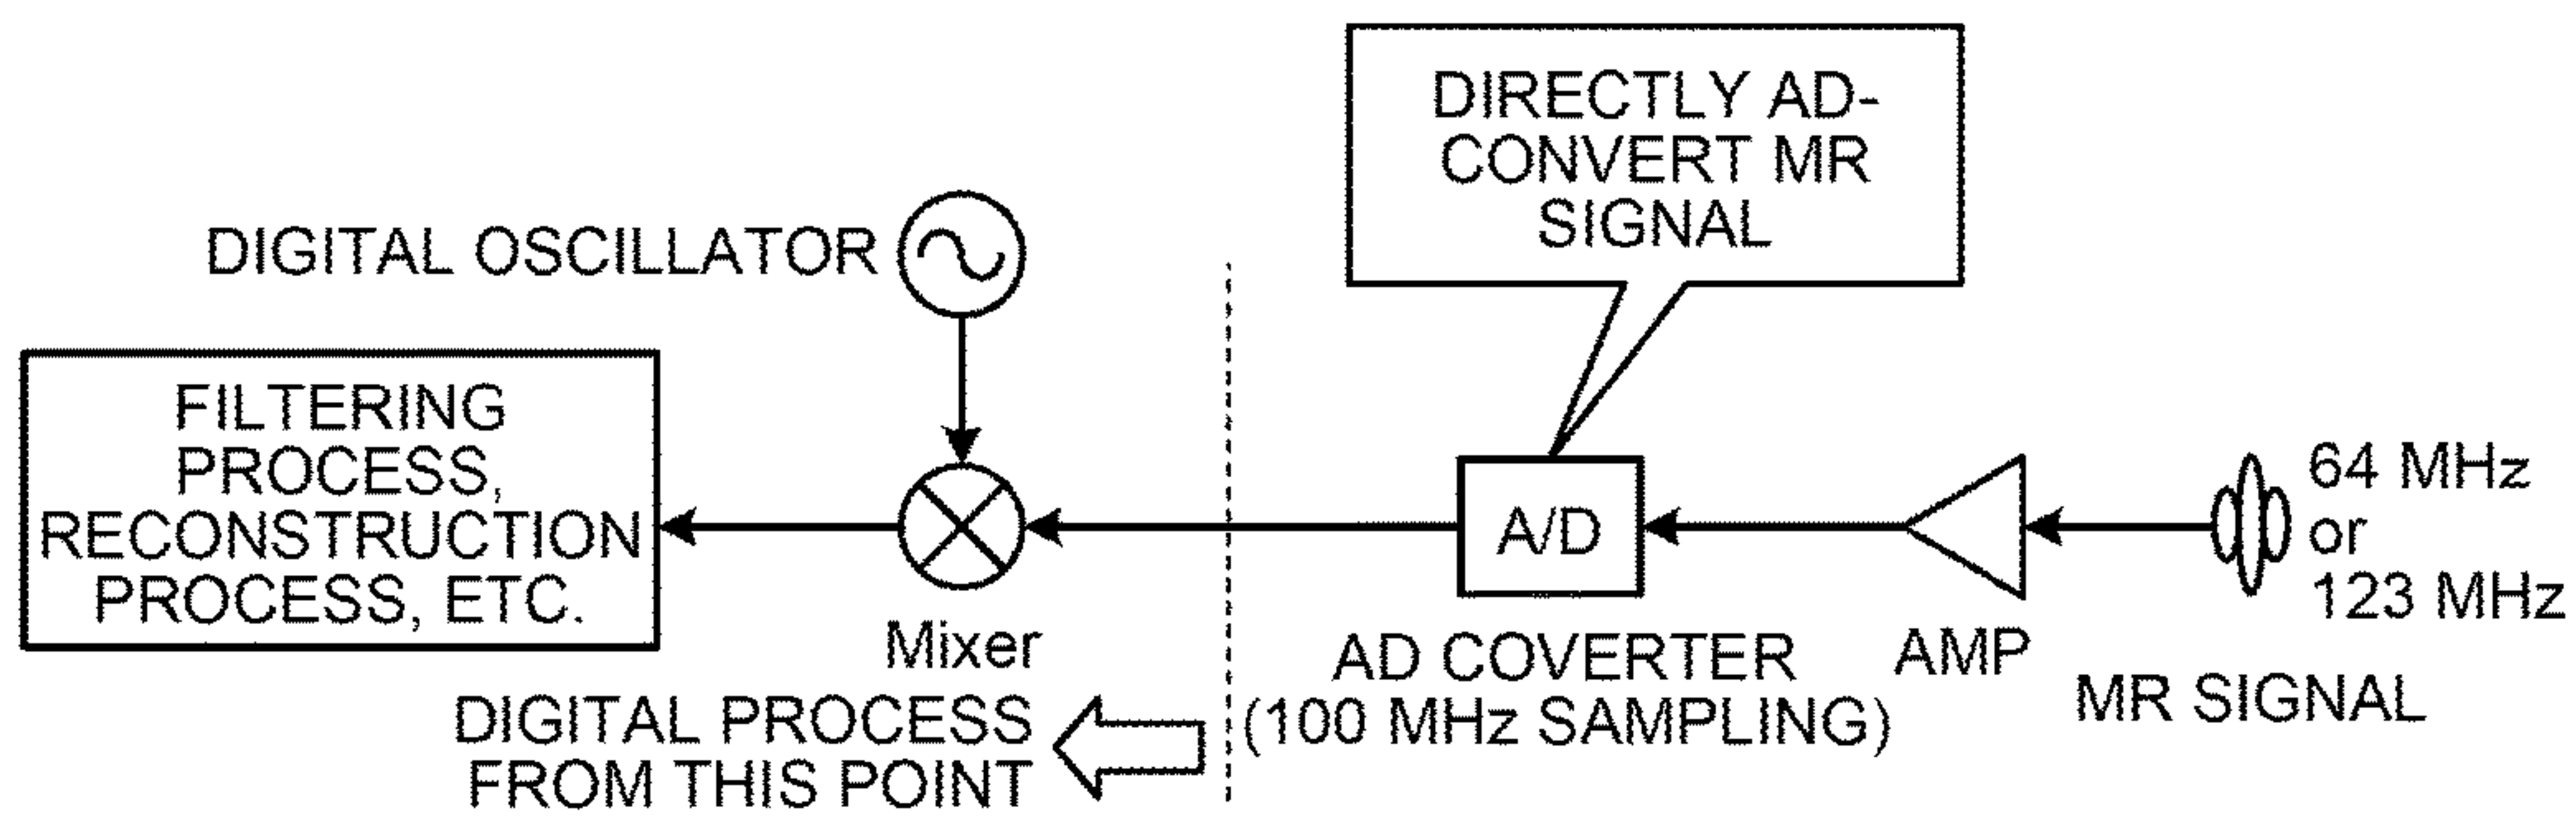 DIRECTLY AD-
CONVERT MR
SIGNAL
DIGITAL OSCILLATOR
FILTERING
PROCESS,
RECONSTRUCTION
PROCESS, ETC.
Mixer
DIGITAL PROCESS
FROM THIS POINT
A/D
AD COVERTER
(100 MHz SAMPLING)
AMP
64 MHz
or
123 MHz
MR SIGNAL